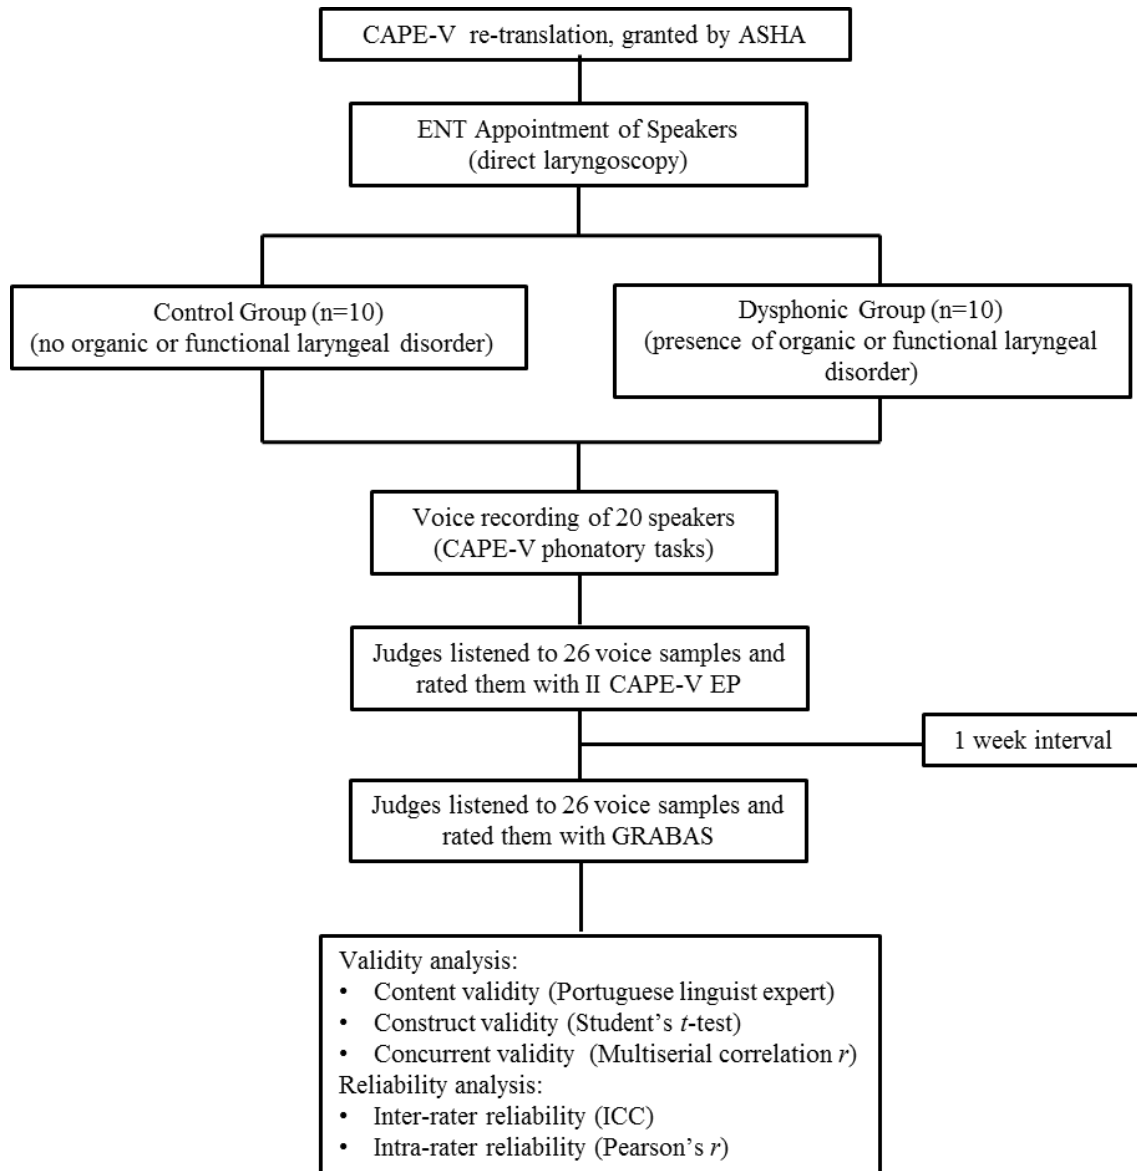 CAPE-V re-translation, granted by ASHA
ENT Appointment of Speakers
(direct laryngoscopy)
Control Group (n=10)
(no organic or functional laryngeal disorder)
Dysphonic Group (n=10)
(presence of organic or functional laryngeal
disorder)
Voice recording of 20 speakers
(CAPE-V phonatory tasks)
Judges listened to 26 voice samples and
rated them with II CAPE-V EP
1 week interval
Judges listened to 26 voice samples and
rated them with GRABAS
Validity analysis:
• Content validity (Portuguese linguist expert)
• Construct validity (Student's t-test)
• Concurrent validity (Multiserial correlation r)
Reliability analysis:
• Inter-rater reliability (ICC)
• Intra-rater reliability (Pearson's r)